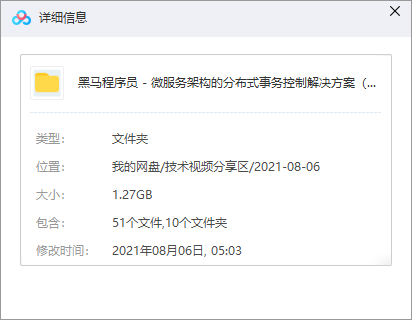 详细信息
黑马程序员 - 微服务架构的分布式事务控制解决方案（...
类型： 文件夹
位置： 我的网盘/技术视频分享区/2021-08-06
大小： 1.27GB
包含： 51个文件,10个文件夹
修改时间： 2021年08月06日, 05:03